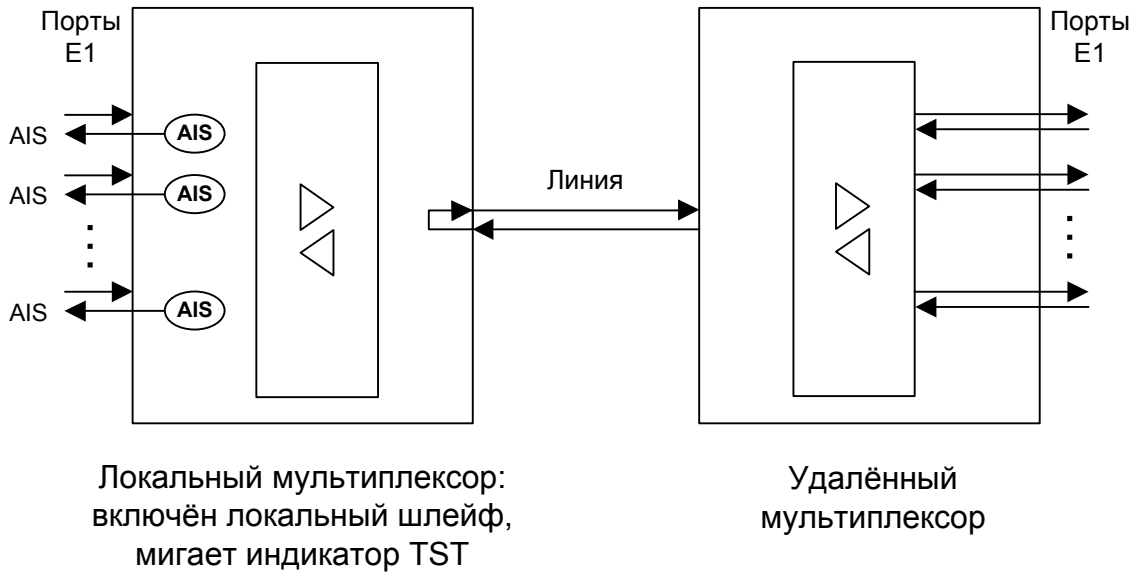 Порты
E1
Порты
E1
AIS
AIS
AIS
AIS
Линия
AIS
AIS
Локальный мультиплексор:
включён локальный шлейф,
мигает индикатор TST
Удалённый
мультиплексор